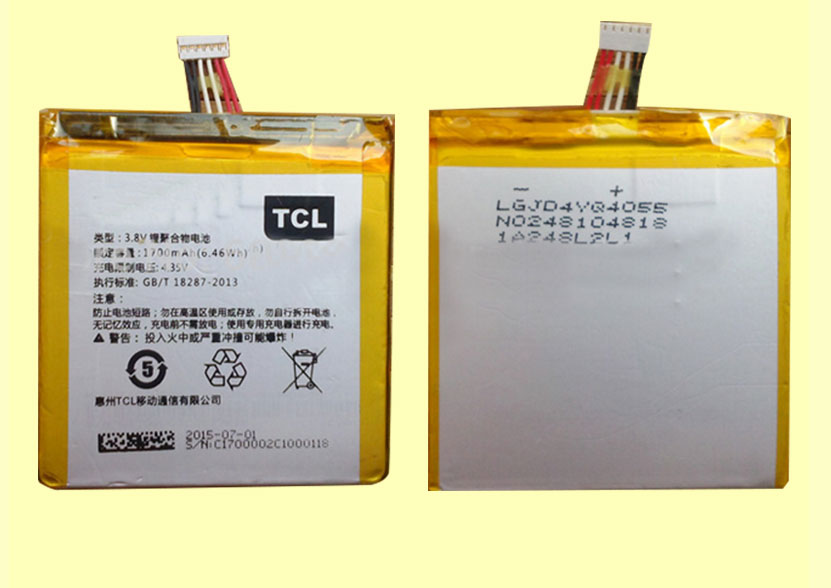 TCL
类型: 3.8V 锂聚合物电池
额定容量: 1700mAh(6.46Wh)
充电限制电压: 4.35V
执行标准: GB/T 18287-2013
注意:
防止电池短路; 勿在高温区使用或存放, 勿自行拆开电池,
无记忆效应, 充电前不需放电; 使用专用充电器进行充电。
警告: 投入火中或严重冲撞可能爆炸!
5
惠州TCL移动通信有限公司
2015-07-01
S/N:C1700002C1000118
− +
LGJD4VQ4055
N0248104818
1A248L2L1